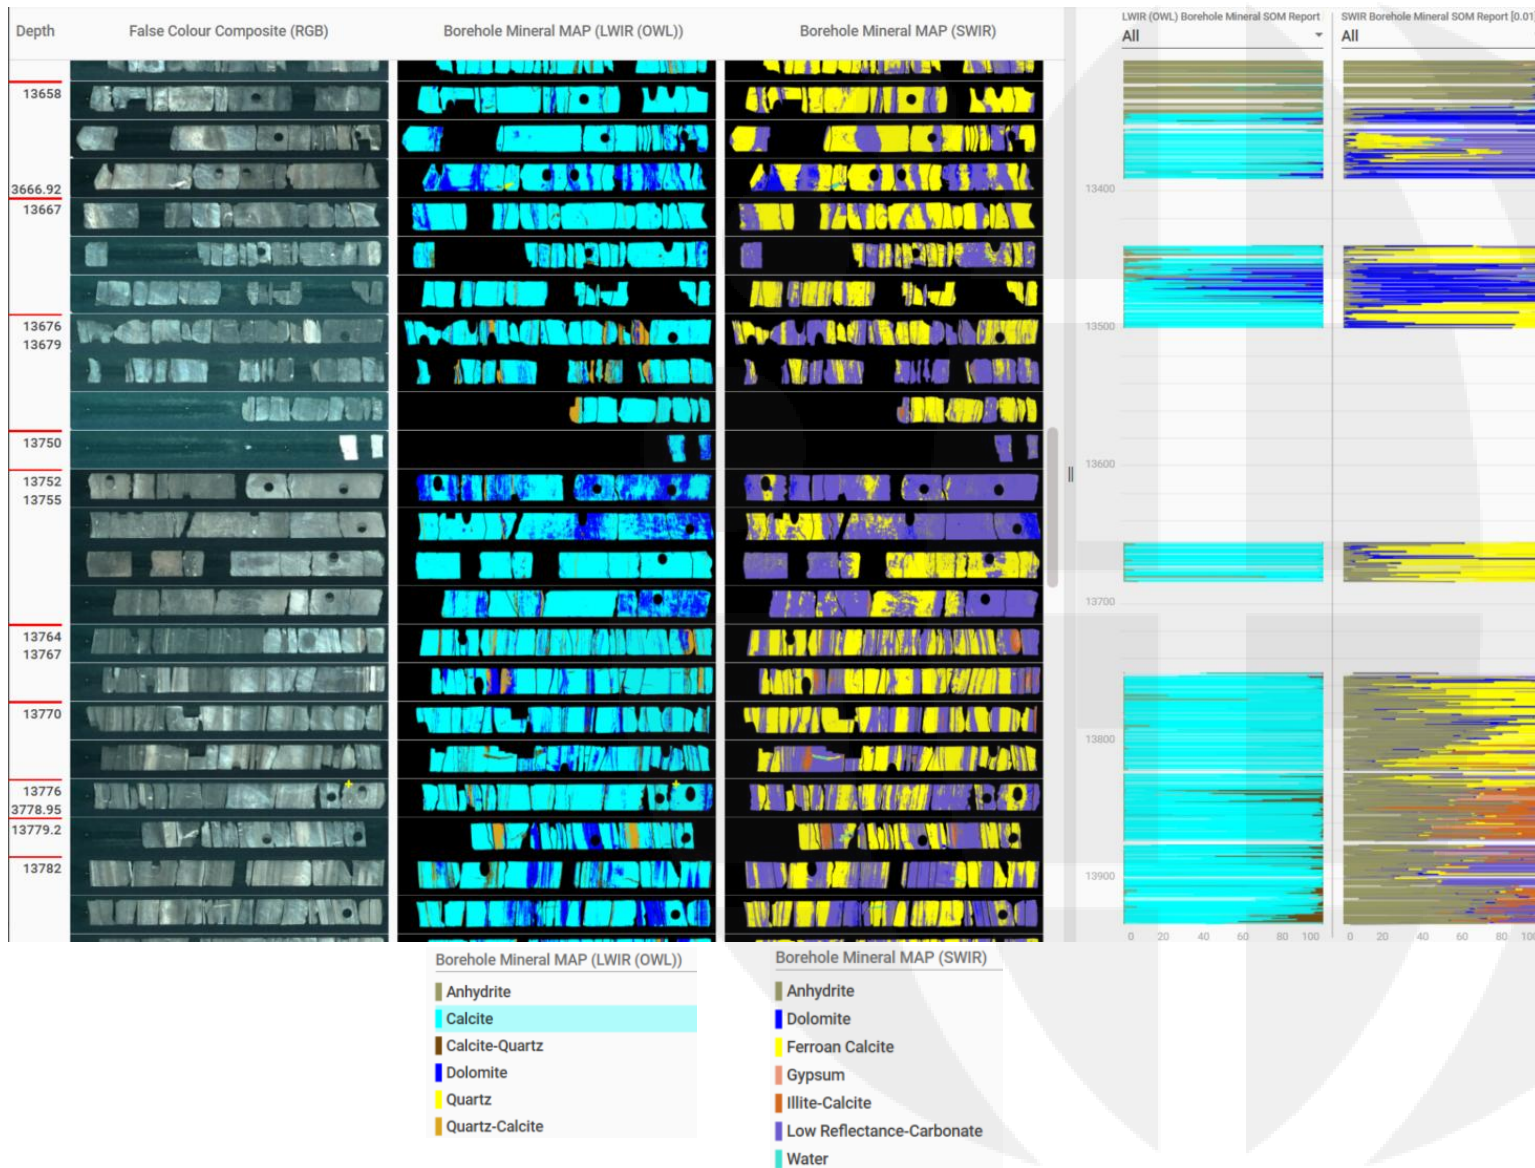 Depth
False Colour Composite (RGB)
Borehole Mineral MAP (LWIR (OWL))
Borehole Mineral MAP (SWIR)
LWIR (OWL) Borehole Mineral SOM Report
SWIR Borehole Mineral SOM Report [0.01]
All
All
13658
3666.92
13667
13676
13679
13750
13752
13755
13764
13767
13770
13776
3778.95
13779.2
13782
13400
13500
13600
13700
13800
13900
0 20 40 60 80 100
0 20 40 60 80 100
Borehole Mineral MAP (LWIR (OWL))
Anhydrite
Calcite
Calcite-Quartz
Dolomite
Quartz
Quartz-Calcite
Borehole Mineral MAP (SWIR)
Anhydrite
Dolomite
Ferroan Calcite
Gypsum
Illite-Calcite
Low Reflectance-Carbonate
Water